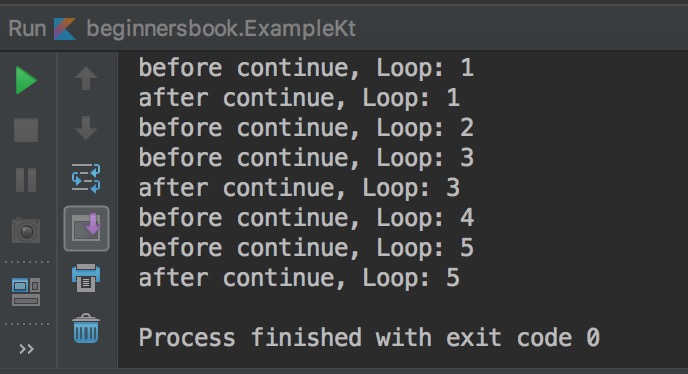 Run beginnersbook.ExampleKt
before continue, Loop: 1
after continue, Loop: 1
before continue, Loop: 2
before continue, Loop: 3
after continue, Loop: 3
before continue, Loop: 4
before continue, Loop: 5
after continue, Loop: 5
Process finished with exit code 0